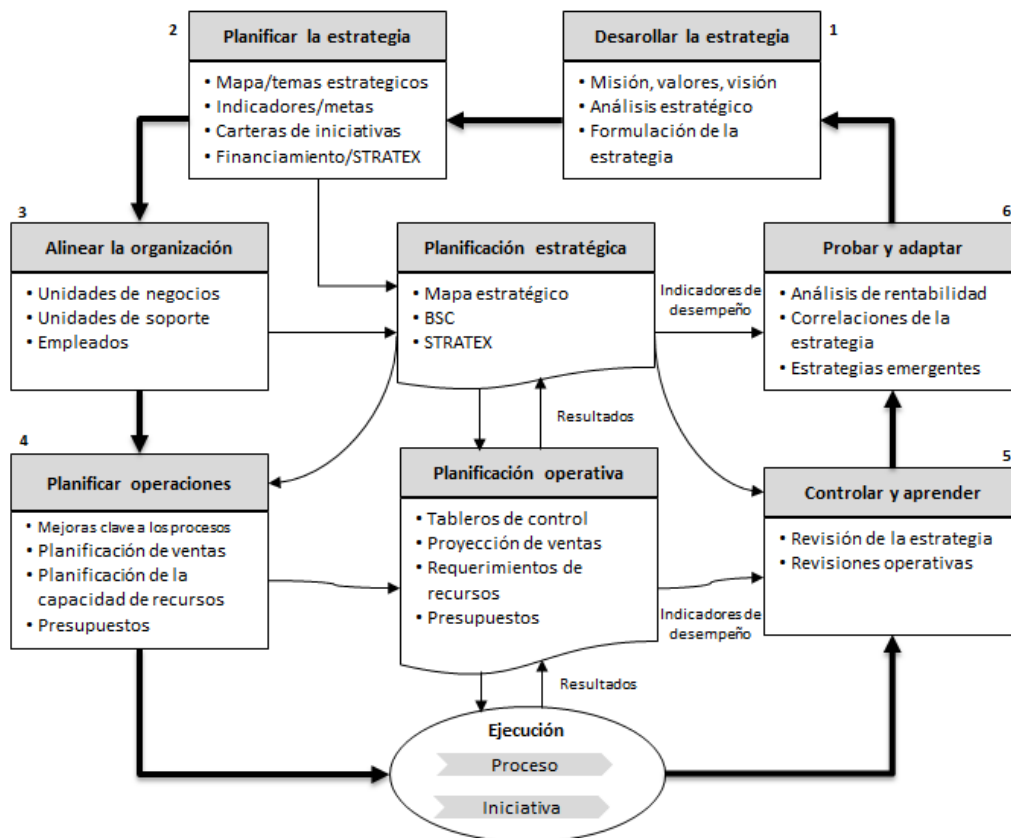 2
Planificar la estrategia
• Mapa/temas estrategicos
• Indicadores/metas
• Carteras de iniciativas
• Financiamiento/STRATEX
Desarollar la estrategia
1
• Misión, valores, visión
• Análisis estratégico
• Formulación de la
estrategia
3
Alinear la organización
• Unidades de negocios
• Unidades de soporte
• Empleados
Planificación estratégica
• Mapa estratégico
• BSC
• STRATEX
Indicadores de
desempeño
6
Probar y adaptar
• Análisis de rentabilidad
• Correlaciones de la
estrategia
• Estrategias emergentes
Resultados
4
Planificar operaciones
• Mejoras clave a los procesos
• Planificación de ventas
• Planificación de la
capacidad de recursos
• Presupuestos
Planificación operativa
• Tableros de control
• Proyección de ventas
• Requerimientos de
recursos
• Presupuestos
Indicadores de
desempeño
5
Controlar y aprender
• Revisión de la estrategia
• Revisiones operativas
Resultados
Ejecución
Proceso
Iniciativa